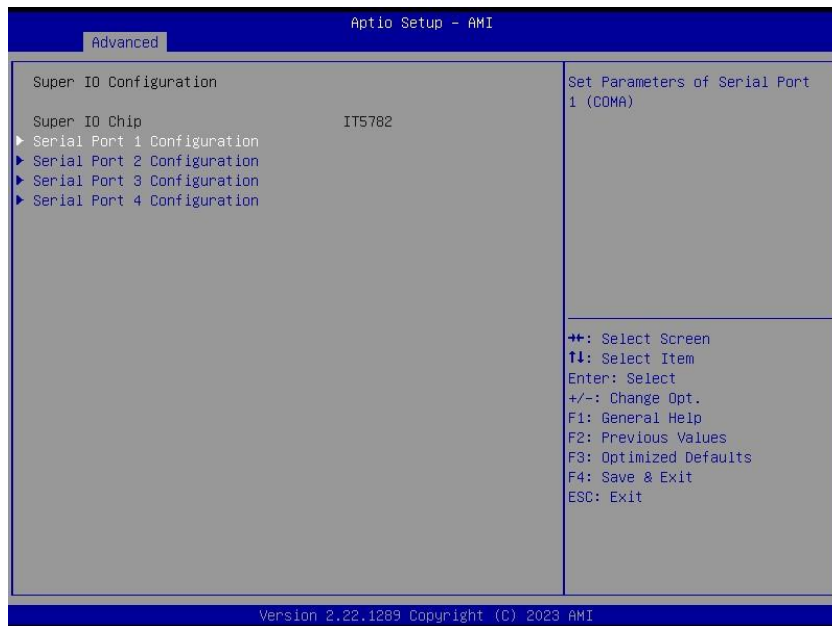 Aptio Setup – AMI
Advanced
Super IO Configuration
Super IO Chip IT5782
▶ Serial Port 1 Configuration
▶ Serial Port 2 Configuration
▶ Serial Port 3 Configuration
▶ Serial Port 4 Configuration
Set Parameters of Serial Port
1 (COMA)
→←: Select Screen
↑↓: Select Item
Enter: Select
+/-: Change Opt.
F1: General Help
F2: Previous Values
F3: Optimized Defaults
F4: Save & Exit
ESC: Exit
Version 2.22.1289 Copyright (C) 2023 AMI